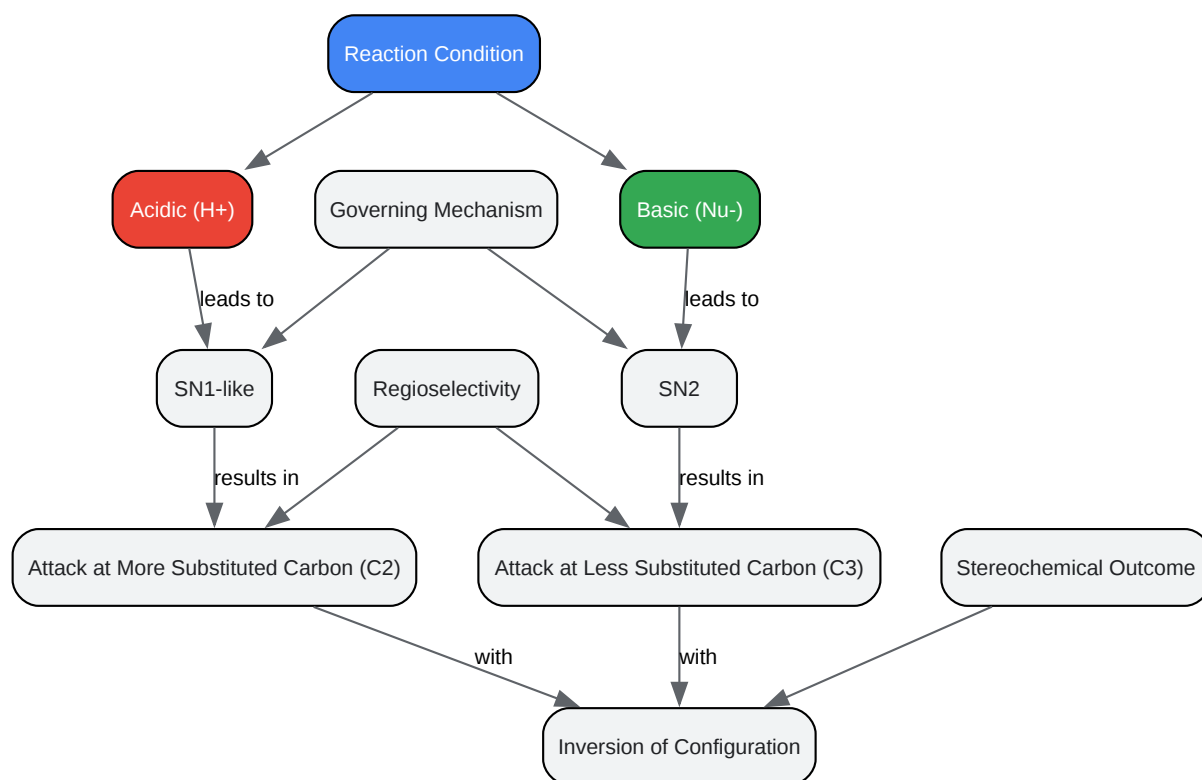 Reaction Condition
Acidic (H+)
Governing Mechanism
Basic (Nu-)
leads to
leads to
SN1-like
Regioselectivity
SN2
results in
results in
Attack at More Substituted Carbon (C2)
Attack at Less Substituted Carbon (C3)
Stereochemical Outcome
with
with
Inversion of Configuration